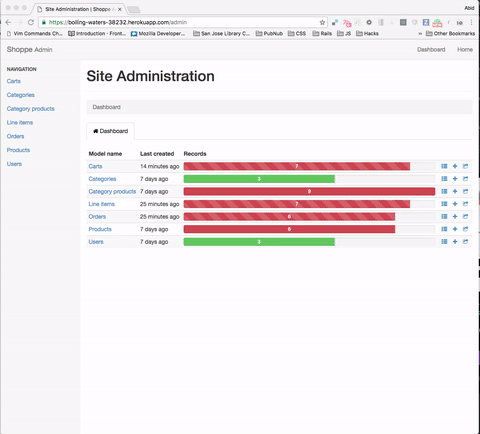 Site Administration | Shoppe A
Abid
https://boiling-waters-38232.herokuapp.com/admin
Vim Commands Ch... Introduction · Front... Mozilla Developer... San Jose Library C... PubNub CSS Rails JS Hacks » Other Bookmarks
Shoppe Admin Dashboard Home
NAVIGATION
Carts
Categories
Category products
Line items
Orders
Products
Users
Site Administration
Dashboard
Dashboard
Model name Last created Records
Carts 14 minutes ago 7
Categories 7 days ago
Category products 7 days ago
Line items 25 minutes ago 7
Orders 25 minutes ago 6
Products 7 days ago 6
Users 7 days ago